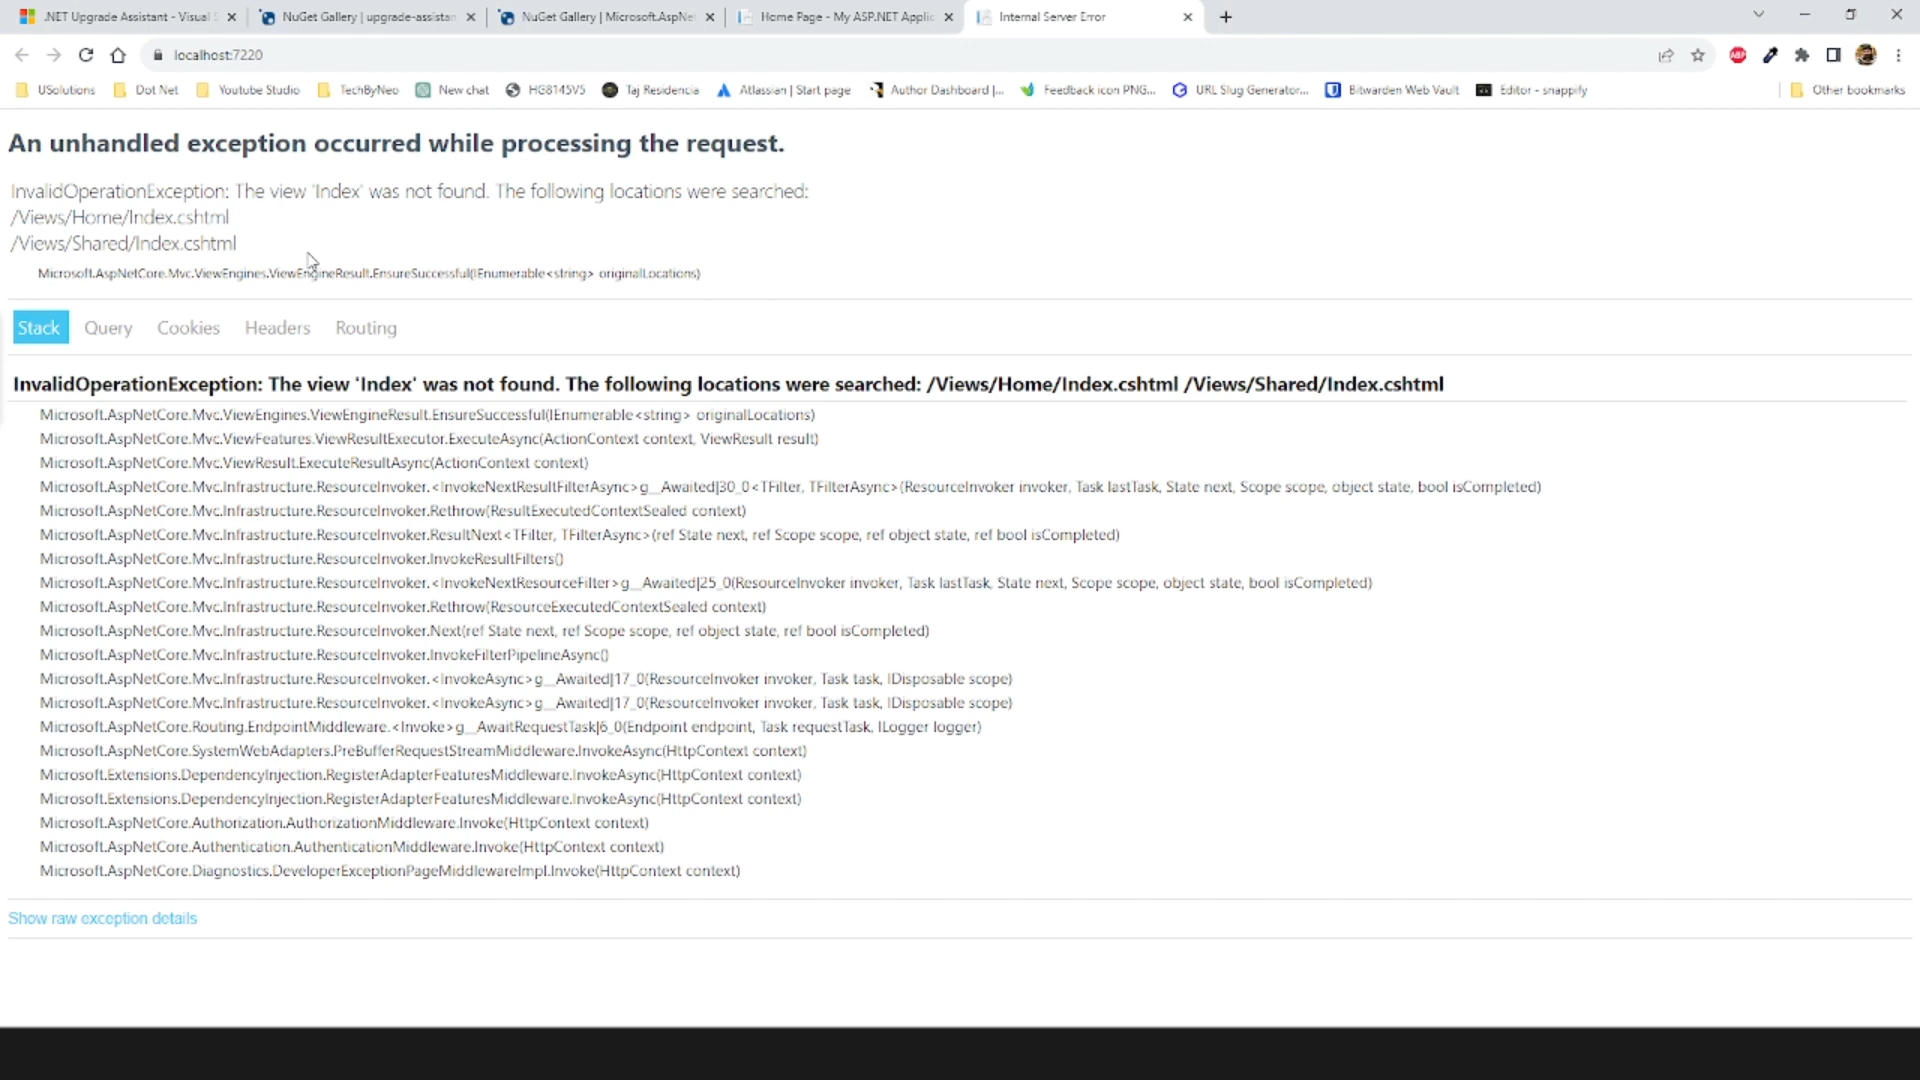 .NET Upgrade Assistant - Visual S
NuGet Gallery | upgrade-assistan
NuGet Gallery | Microsoft.AspNe
Home Page - My ASP.NET Applic
Internal Server Error
localhost:7220
ABP
USolutions
Dot Net
Youtube Studio
TechByNeo
New chat
HG8145V5
Taj Residencia
Atlassian | Start page
Author Dashboard |...
Feedback icon PNG...
URL Slug Generator...
Bitwarden Web Vault
Editor - snappify
Other bookmarks
An unhandled exception occurred while processing the request.
InvalidOperationException: The view 'Index' was not found. The following locations were searched:
/Views/Home/Index.cshtml
/Views/Shared/Index.cshtml
Microsoft.AspNetCore.Mvc.ViewEngines.ViewEngineResult.EnsureSuccessful(IEnumerable<string> originalLocations)
Stack
Query
Cookies
Headers
Routing
InvalidOperationException: The view 'Index' was not found. The following locations were searched: /Views/Home/Index.cshtml /Views/Shared/Index.cshtml
Microsoft.AspNetCore.Mvc.ViewEngines.ViewEngineResult.EnsureSuccessful(IEnumerable<string> originalLocations)
Microsoft.AspNetCore.Mvc.ViewFeatures.ViewResultExecutor.ExecuteAsync(ActionContext context, ViewResult result)
Microsoft.AspNetCore.Mvc.ViewResult.ExecuteResultAsync(ActionContext context)
Microsoft.AspNetCore.Mvc.Infrastructure.ResourceInvoker.<InvokeNextResultFilterAsync>g__Awaited|30_0<TFilter, TFilterAsync>(ResourceInvoker invoker, Task lastTask, State next, Scope scope, object state, bool isCompleted)
Microsoft.AspNetCore.Mvc.Infrastructure.ResourceInvoker.Rethrow(ResultExecutedContextSealed context)
Microsoft.AspNetCore.Mvc.Infrastructure.ResourceInvoker.ResultNext<TFilter, TFilterAsync>(ref State next, ref Scope scope, ref object state, ref bool isCompleted)
Microsoft.AspNetCore.Mvc.Infrastructure.ResourceInvoker.InvokeResultFilters()
Microsoft.AspNetCore.Mvc.Infrastructure.ResourceInvoker.<InvokeNextResourceFilter>g__Awaited|25_0(ResourceInvoker invoker, Task lastTask, State next, Scope scope, object state, bool isCompleted)
Microsoft.AspNetCore.Mvc.Infrastructure.ResourceInvoker.Rethrow(ResourceExecutedContextSealed context)
Microsoft.AspNetCore.Mvc.Infrastructure.ResourceInvoker.Next(ref State next, ref Scope scope, ref object state, ref bool isCompleted)
Microsoft.AspNetCore.Mvc.Infrastructure.ResourceInvoker.InvokeFilterPipelineAsync()
Microsoft.AspNetCore.Mvc.Infrastructure.ResourceInvoker.<InvokeAsync>g__Awaited|17_0(ResourceInvoker invoker, Task task, IDisposable scope)
Microsoft.AspNetCore.Mvc.Infrastructure.ResourceInvoker.<InvokeAsync>g__Awaited|17_0(ResourceInvoker invoker, Task task, IDisposable scope)
Microsoft.AspNetCore.Routing.EndpointMiddleware.<Invoke>g__AwaitRequestTask|6_0(Endpoint endpoint, Task requestTask, ILogger logger)
Microsoft.AspNetCore.SystemWebAdapters.PreBufferRequestStreamMiddleware.InvokeAsync(HttpContext context)
Microsoft.Extensions.DependencyInjection.RegisterAdapterFeaturesMiddleware.InvokeAsync(HttpContext context)
Microsoft.Extensions.DependencyInjection.RegisterAdapterFeaturesMiddleware.InvokeAsync(HttpContext context)
Microsoft.AspNetCore.Authorization.AuthorizationMiddleware.Invoke(HttpContext context)
Microsoft.AspNetCore.Authentication.AuthenticationMiddleware.Invoke(HttpContext context)
Microsoft.AspNetCore.Diagnostics.DeveloperExceptionPageMiddlewareImpl.Invoke(HttpContext context)
Show raw exception details